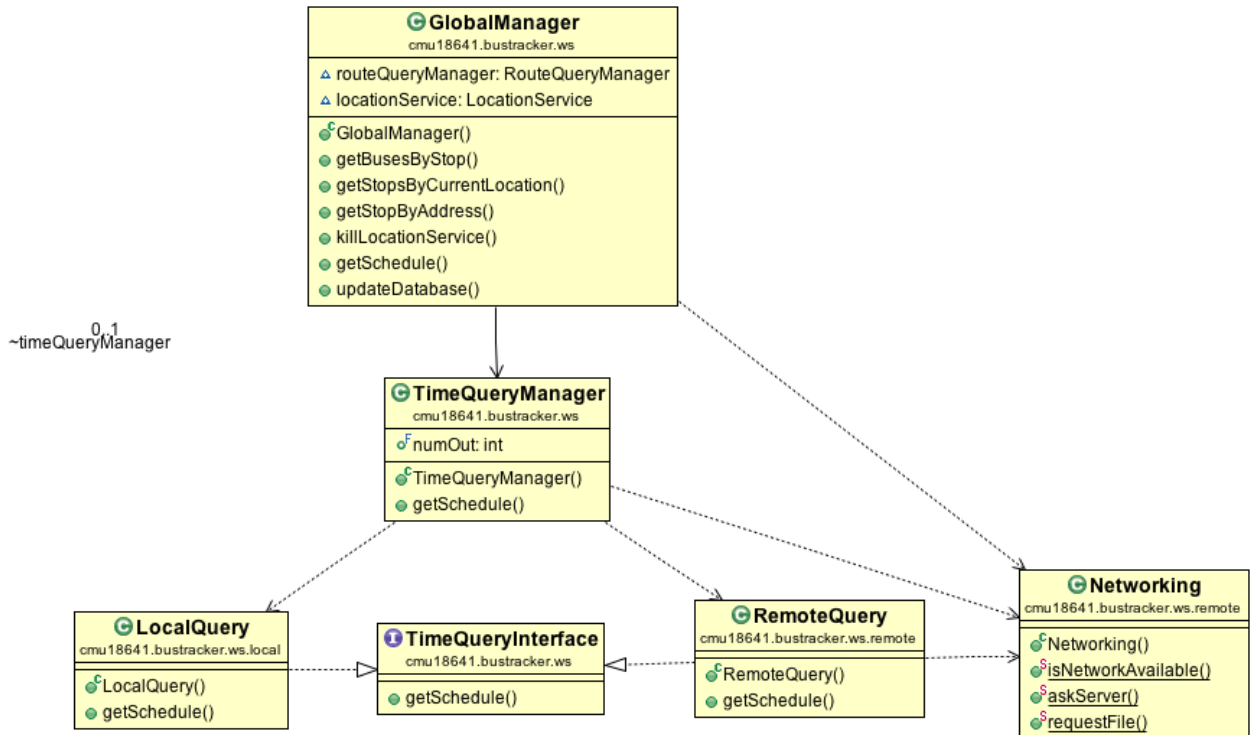 GlobalManager
cmu18641.bustracker.ws
routeQueryManager: RouteQueryManager
locationService: LocationService
GlobalManager()
getBusesByStop()
getStopsByCurrentLocation()
getStopByAddress()
killLocationService()
getSchedule()
updateDatabase()
0..1
~timeQueryManager
TimeQueryManager
cmu18641.bustracker.ws
numOut: int
TimeQueryManager()
getSchedule()
LocalQuery
cmu18641.bustracker.ws.local
LocalQuery()
getSchedule()
TimeQueryInterface
cmu18641.bustracker.ws
getSchedule()
RemoteQuery
cmu18641.bustracker.ws.remote
RemoteQuery()
getSchedule()
Networking
cmu18641.bustracker.ws.remote
Networking()
isNetworkAvailable()
askServer()
requestFile()